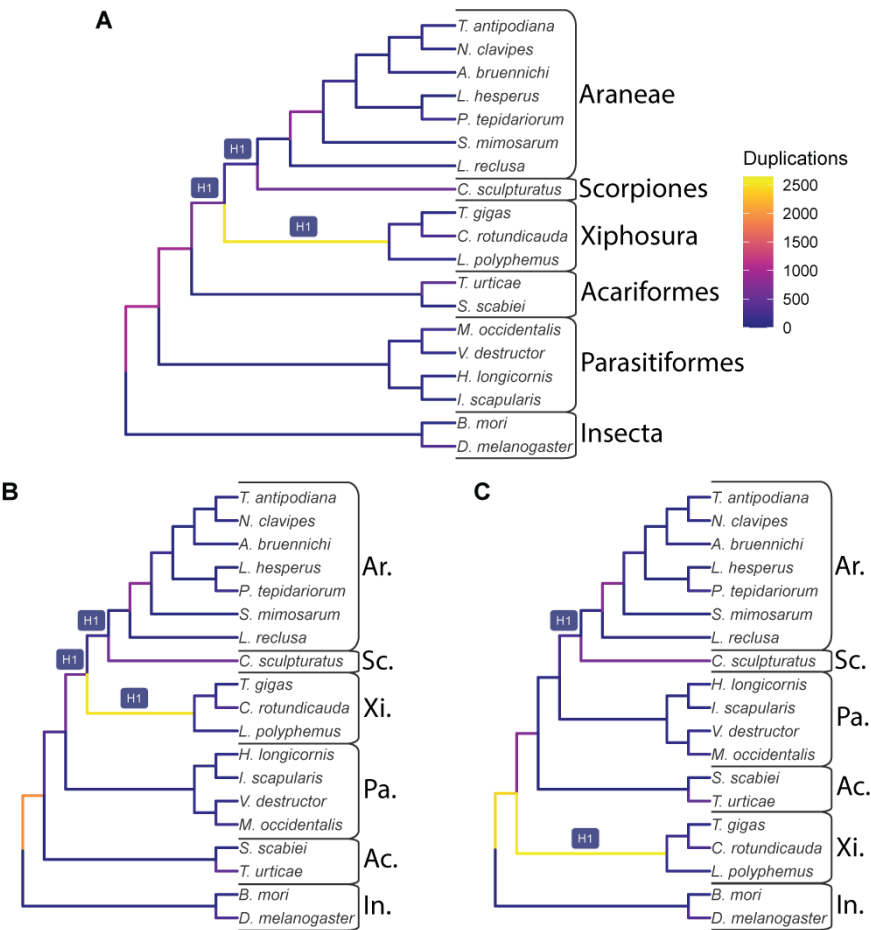 A
T. antipodiana
N. clavipes
A. bruennichi
L. hesperus
P. tepidariorum
S. mimosarum
L. reclusa
Araneae
C. sculpturatus
Scorpiones
T. gigas
C. rotundicauda
L. polyphemus
Xiphosura
T. urticae
S. scabiei
Acariformes
M. occidentalis
V. destructor
H. longicornis
I. scapularis
Parasitiformes
B. mori
D. melanogaster
Insecta
H1
H1
H1
Duplications
2500
2000
1500
1000
500
0
B
T. antipodiana
N. clavipes
A. bruennichi
L. hesperus
P. tepidariorum
S. mimosarum
L. reclusa
Ar.
C. sculpturatus
Sc.
T. gigas
C. rotundicauda
L. polyphemus
Xi.
H. longicornis
I. scapularis
V. destructor
M. occidentalis
Pa.
S. scabiei
T. urticae
Ac.
B. mori
D. melanogaster
In.
H1
H1
H1
C
T. antipodiana
N. clavipes
A. bruennichi
L. hesperus
P. tepidariorum
S. mimosarum
L. reclusa
Ar.
C. sculpturatus
Sc.
H. longicornis
I. scapularis
V. destructor
M. occidentalis
Pa.
S. scabiei
T. urticae
Ac.
T. gigas
C. rotundicauda
L. polyphemus
Xi.
B. mori
D. melanogaster
In.
H1
H1